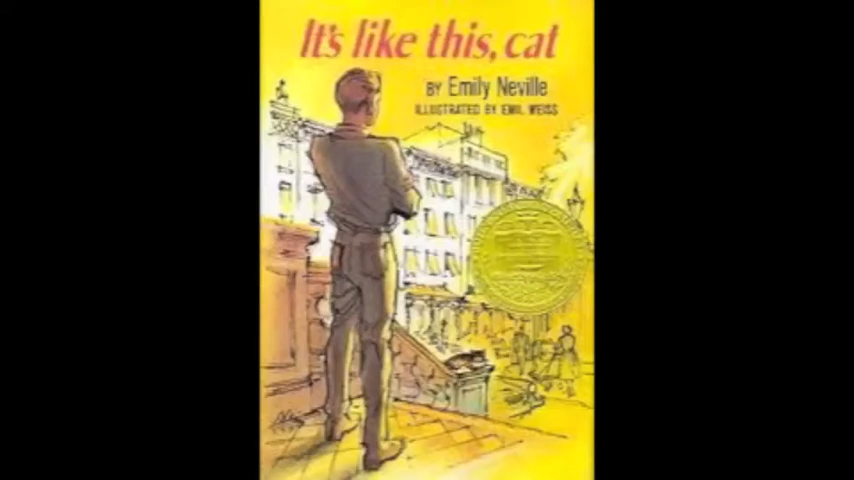 It's like this, cat
BY Emily Neville
ILLUSTRATED BY EMIL WEISS